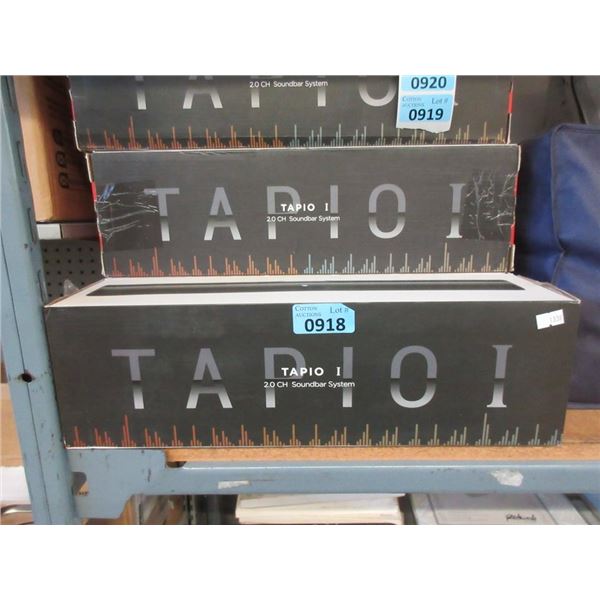 0920
2.0 CH Soundbar System
COTTON AUCTIONS Lot #
0919
TAPIO I
TAPIO I
2.0 CH Soundbar System
COTTON AUCTIONS Lot #
0918
TAPIO I
TAPIO I
2.0 CH Soundbar System